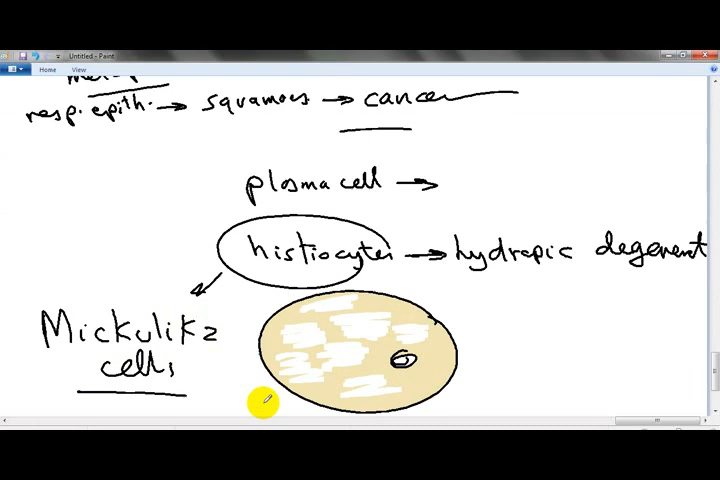 Untitled - Paint
Home View
resp. epith. → squamous → cancer
plasma cell →
histiocytes → hydropic degenerat
Mickulikz
cells